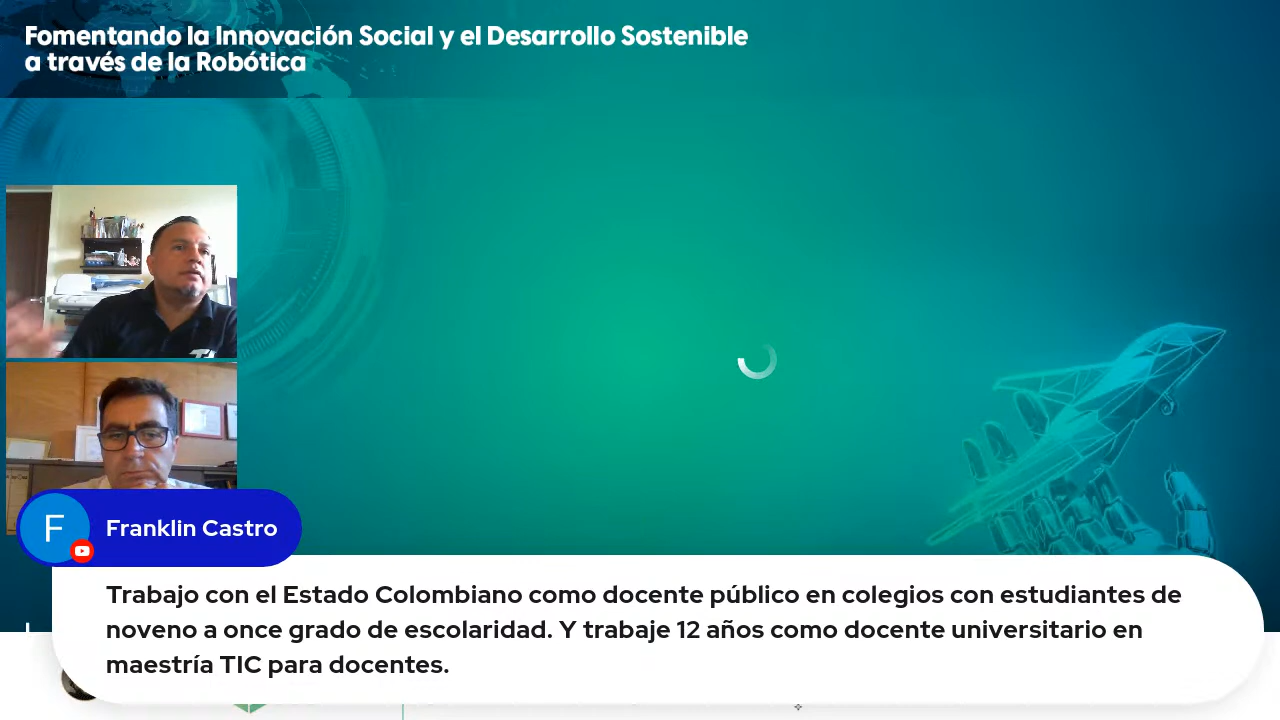 Fomentando la Innovación Social y el Desarrollo Sostenible
a través de la Robótica
F
Franklin Castro
Trabajo con el Estado Colombiano como docente público en colegios con estudiantes de
noveno a once grado de escolaridad. Y trabaje 12 años como docente universitario en
maestría TIC para docentes.